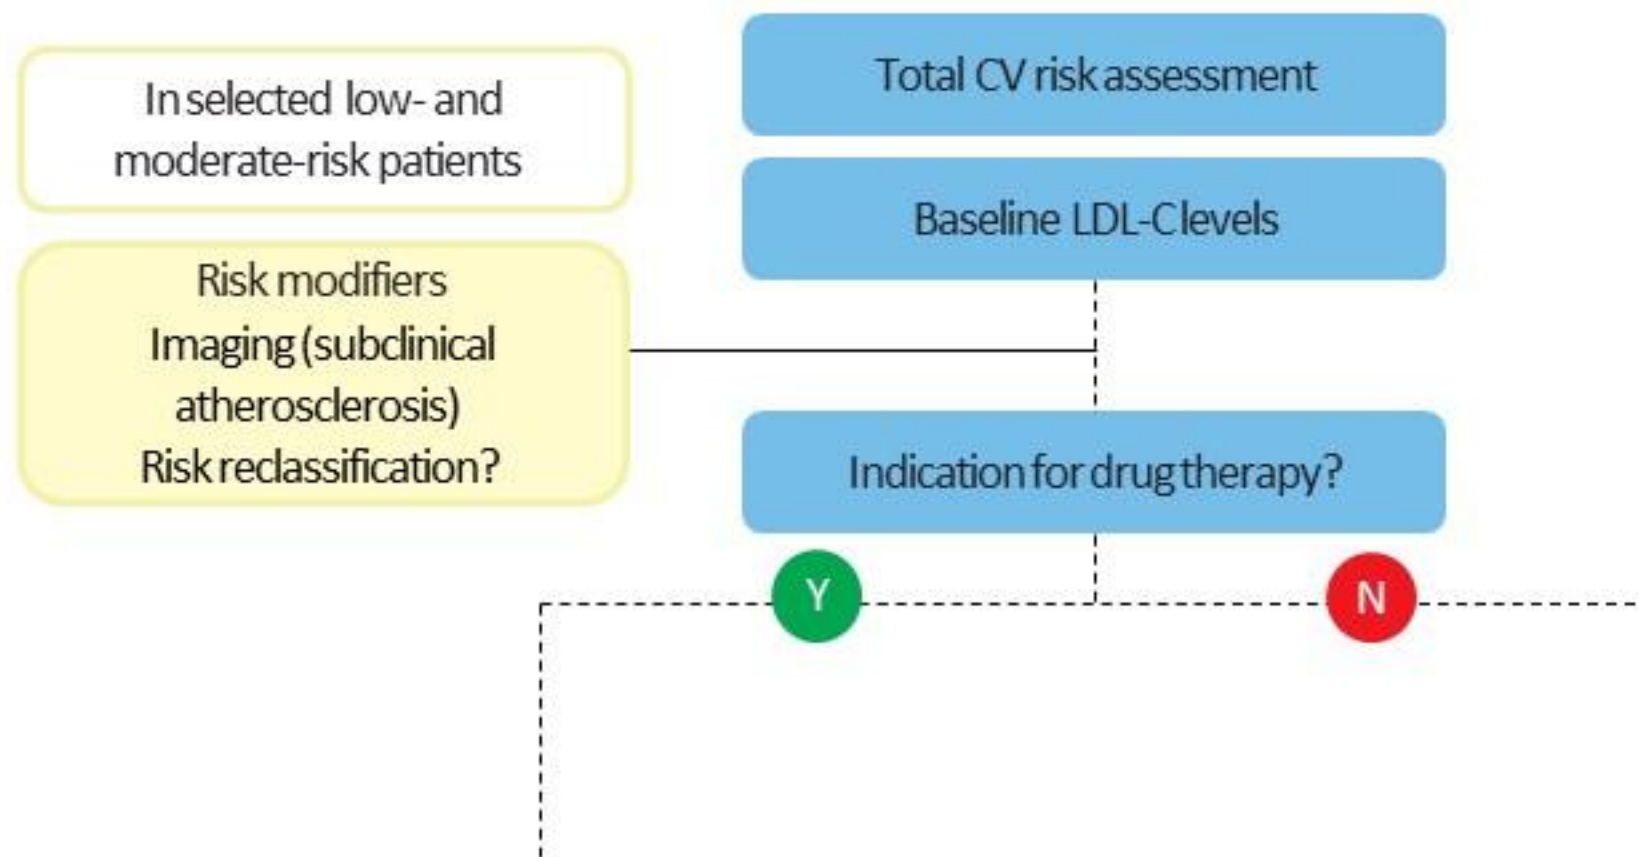 In selected low- and
moderate-risk patients
Risk modifiers
Imaging (subclinical
atherosclerosis)
Risk reclassification?
Total CV risk assessment
Baseline LDL-C levels
Indication for drug therapy?
Y
N